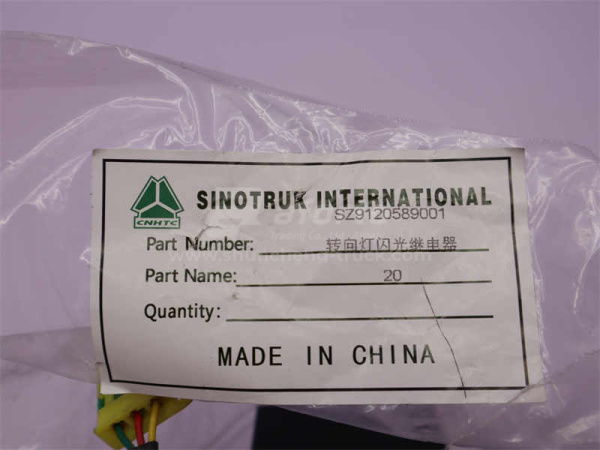 SINOTRUK INTERNATIONAL
CNHTC
SZ9120589001
Part Number: 转向灯闪光继电器
Part Name: 20
Quantity:
MADE IN CHINA